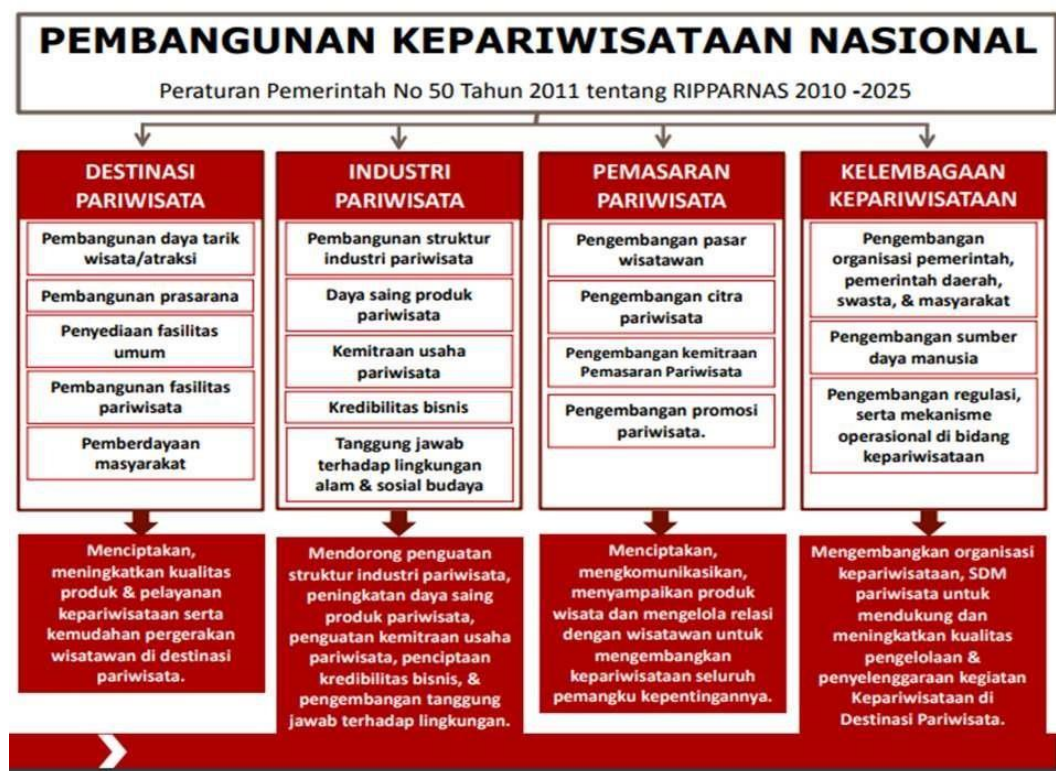 PEMBANGUNAN KEPARIWISATAAN NASIONAL
Peraturan Pemerintah No 50 Tahun 2011 tentang RIPPARNAS 2010 -2025
DESTINASI
PARIWISATA
Pembangunan daya tarik
wisata/atraksi
Pembangunan prasarana
Penyediaan fasilitas
umum
Pembangunan fasilitas
pariwisata
Pemberdayaan
masyarakat
Menciptakan,
meningkatkan kualitas
produk & pelayanan
kepariwisataan serta
kemudahan pergerakan
wisatawan di destinasi
pariwisata.
INDUSTRI
PARIWISATA
Pembangunan struktur
industri pariwisata
Daya saing produk
pariwisata
Kemitraan usaha
pariwisata
Kredibilitas bisnis
Tanggung jawab
terhadap lingkungan
alam & sosial budaya
Mendorong penguatan
struktur industri pariwisata,
peningkatan daya saing
produk pariwisata,
penguatan kemitraan usaha
pariwisata, penciptaan
kredibilitas bisnis, &
pengembangan tanggung
jawab terhadap lingkungan.
PEMASARAN
PARIWISATA
Pengembangan pasar
wisatawan
Pengembangan citra
pariwisata
Pengembangan kemitraan
Pemasaran Pariwisata
Pengembangan promosi
pariwisata.
Menciptakan,
mengkomunikasikan,
menyampaikan produk
wisata dan mengelola relasi
dengan wisatawan untuk
mengembangkan
kepariwisataan seluruh
pemangku kepentingannya.
KELEMBAGAAN
KEPARIWISATAAN
Pengembangan
organisasi pemerintah,
pemerintah daerah,
swasta, & masyarakat
Pengembangan sumber
daya manusia
Pengembangan regulasi,
serta mekanisme
operasional di bidang
kepariwisataan
Mengembangkan organisasi
kepariwisataan, SDM
pariwisata untuk
mendukung dan
meningkatkan kualitas
pengelolaan &
penyelenggaraan kegiatan
Kepariwisataan di
Destinasi Pariwisata.